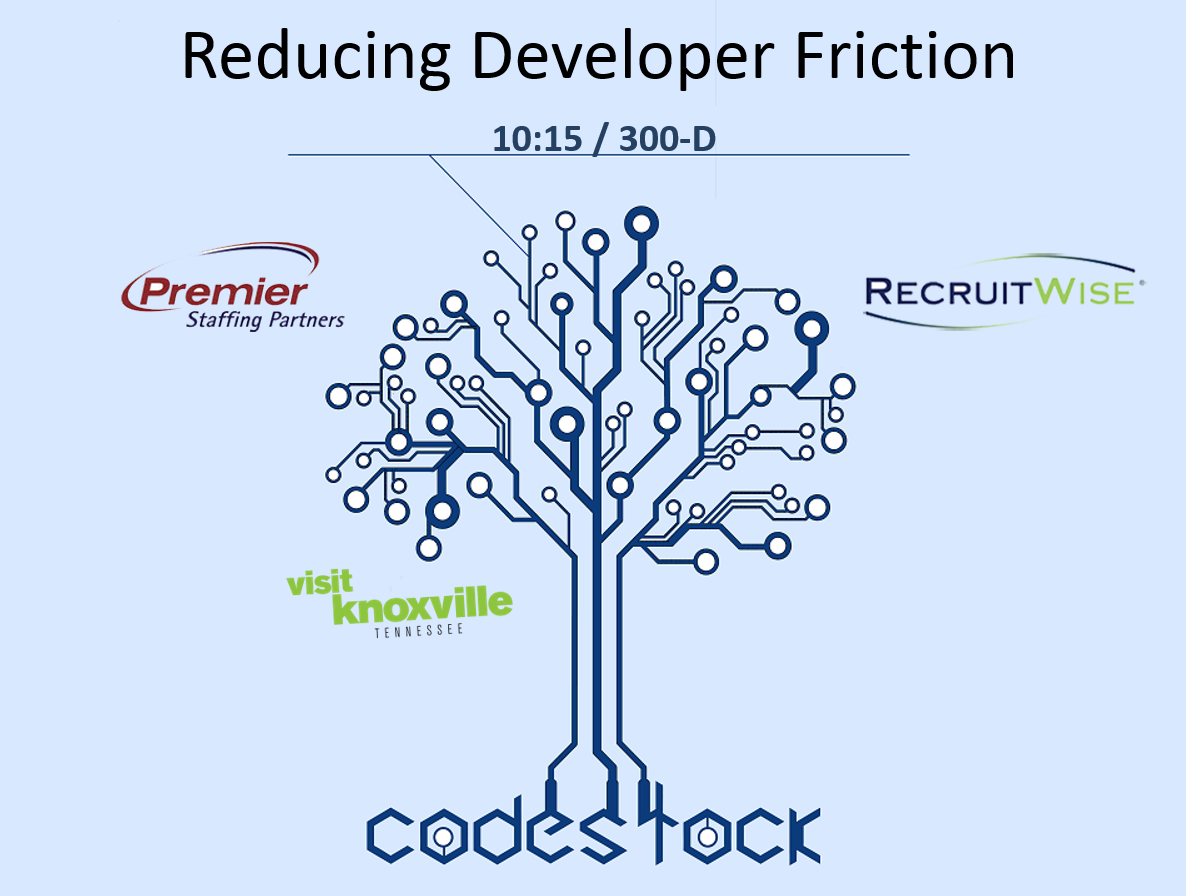 Reducing Developer Friction
10:15 / 300-D
Premier
Staffing Partners
RECRUITWISE®
visit
knoxville
TENNESSEE
codestock